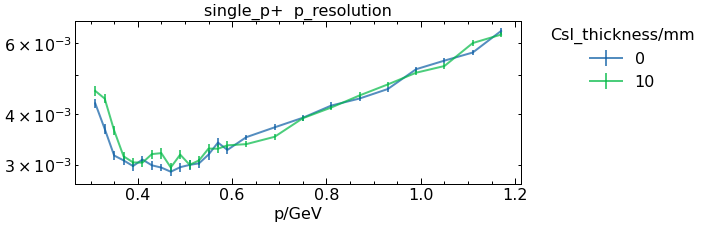 single_p+  p_resolution
CsI_thickness/mm
0
10
6 × 10⁻³
4 × 10⁻³
3 × 10⁻³
0.4 0.6 0.8 1.0 1.2
p/GeV